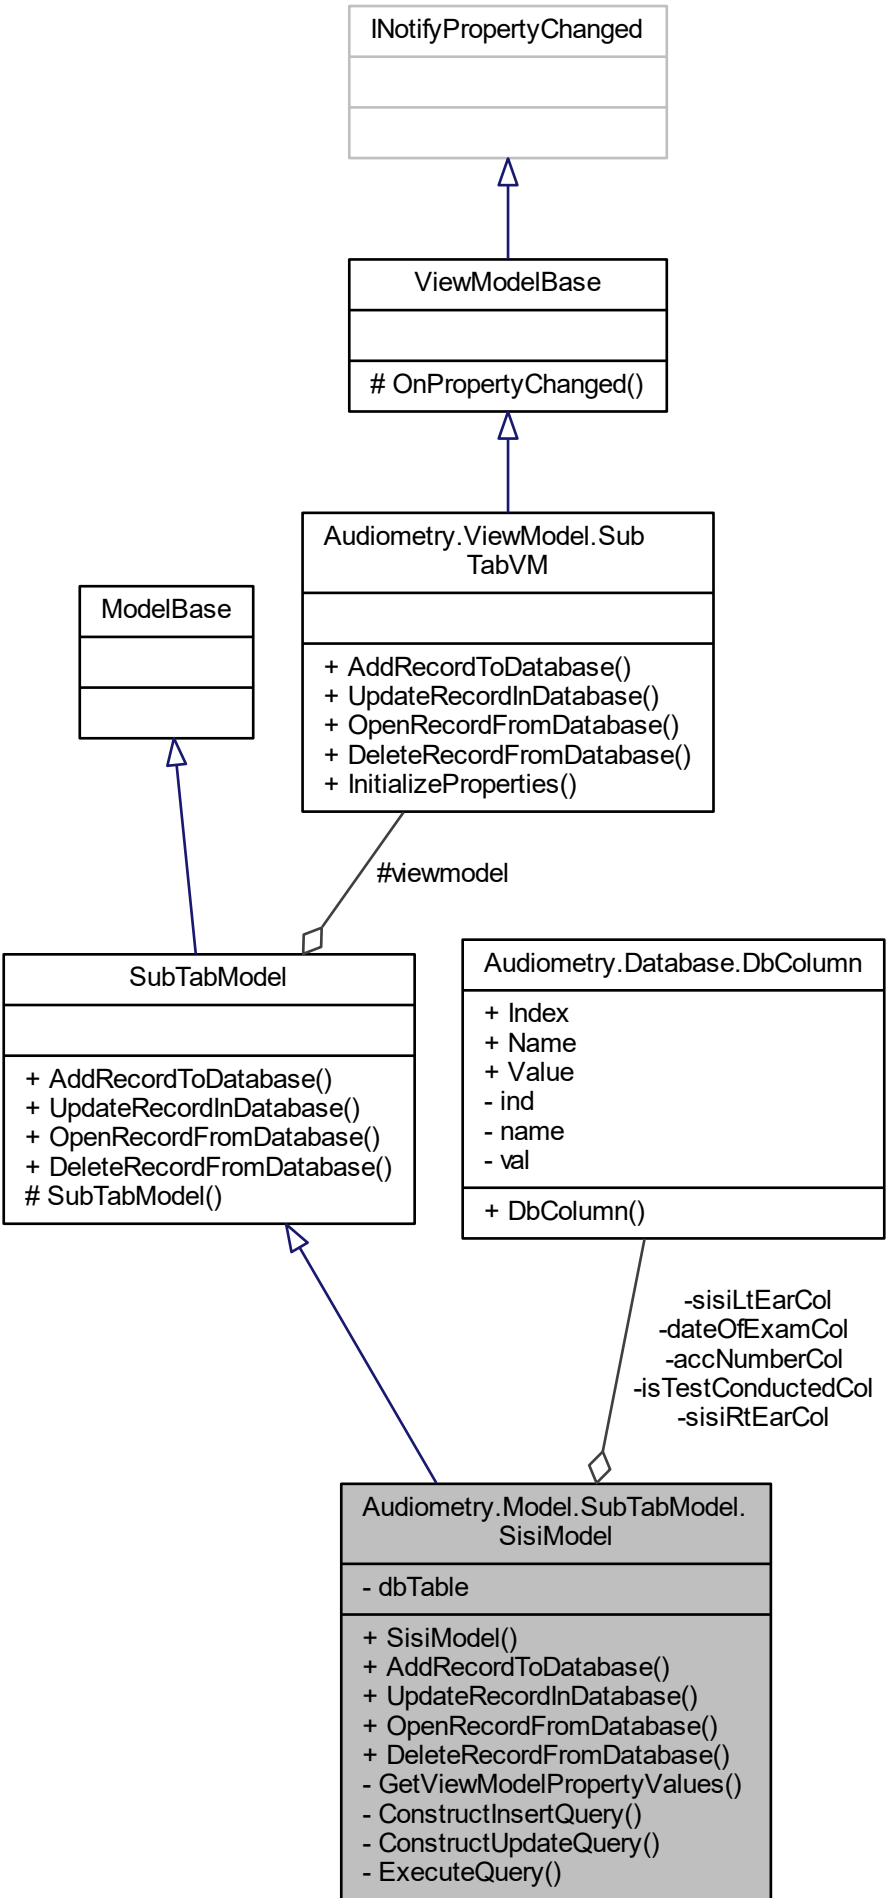 INotifyPropertyChanged
ViewModelBase
# OnPropertyChanged()
Audiometry.ViewModel.Sub
TabVM
+ AddRecordToDatabase()
+ UpdateRecordInDatabase()
+ OpenRecordFromDatabase()
+ DeleteRecordFromDatabase()
+ InitializeProperties()
ModelBase
#viewmodel
SubTabModel
+ AddRecordToDatabase()
+ UpdateRecordInDatabase()
+ OpenRecordFromDatabase()
+ DeleteRecordFromDatabase()
# SubTabModel()
Audiometry.Database.DbColumn
+ Index
+ Name
+ Value
- ind
- name
- val
+ DbColumn()
-sisiLtEarCol
-dateOfExamCol
-accNumberCol
-isTestConductedCol
-sisiRtEarCol
Audiometry.Model.SubTabModel.
SisiModel
- dbTable
+ SisiModel()
+ AddRecordToDatabase()
+ UpdateRecordInDatabase()
+ OpenRecordFromDatabase()
+ DeleteRecordFromDatabase()
- GetViewModelPropertyValues()
- ConstructInsertQuery()
- ConstructUpdateQuery()
- ExecuteQuery()